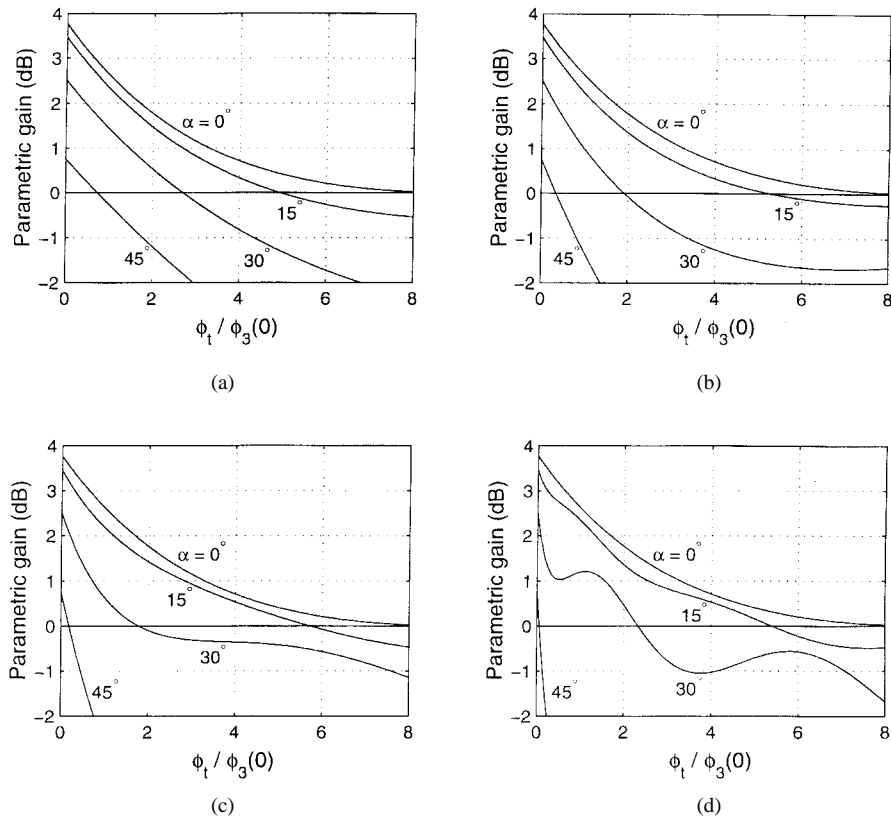 4
3
2
1
0
-1
-2
Parametric gain (dB)
α = 0°
15°
30°
45°
0 2 4 6 8
ϕt / ϕ3(0)
(a)
4
3
2
1
0
-1
-2
Parametric gain (dB)
α = 0°
15°
30°
45°
0 2 4 6 8
ϕt / ϕ3(0)
(b)
4
3
2
1
0
-1
-2
Parametric gain (dB)
α = 0°
15°
30°
45°
0 2 4 6 8
ϕt / ϕ3(0)
(c)
4
3
2
1
0
-1
-2
Parametric gain (dB)
α = 0°
15°
30°
45°
0 2 4 6 8
ϕt / ϕ3(0)
(d)